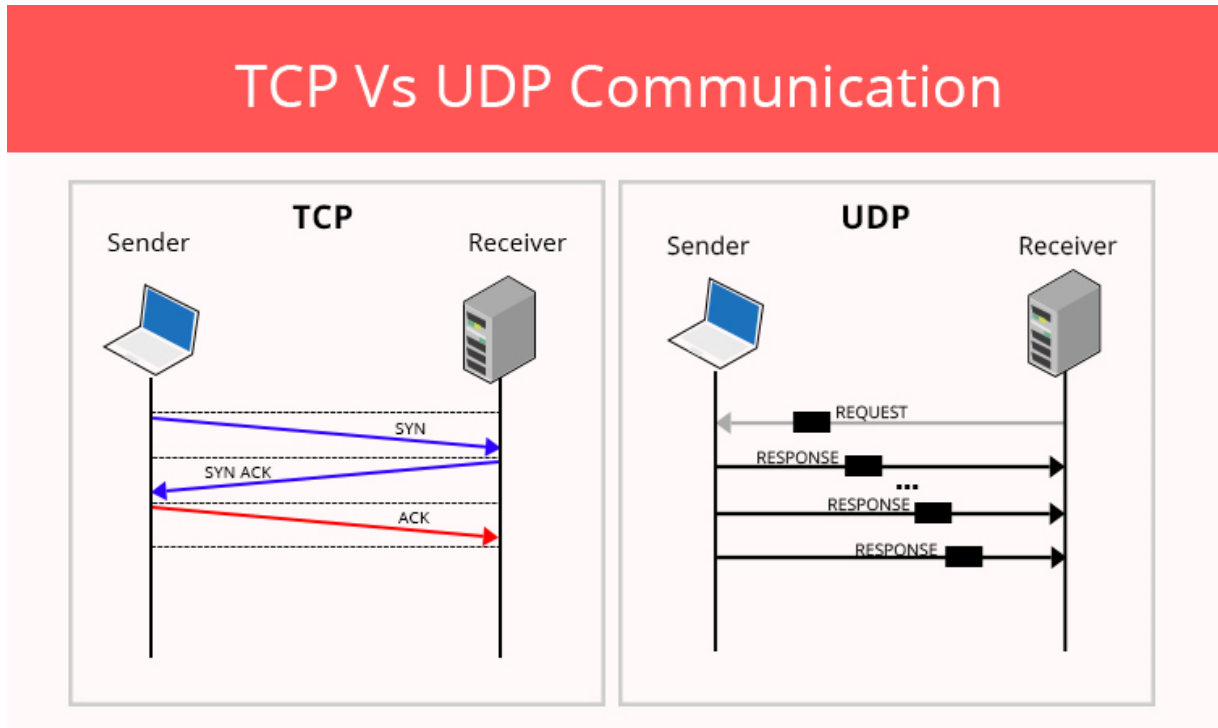 TCP Vs UDP Communication
TCP
Sender
Receiver
SYN
SYN ACK
ACK
UDP
Sender
Receiver
REQUEST
RESPONSE
...
RESPONSE
RESPONSE